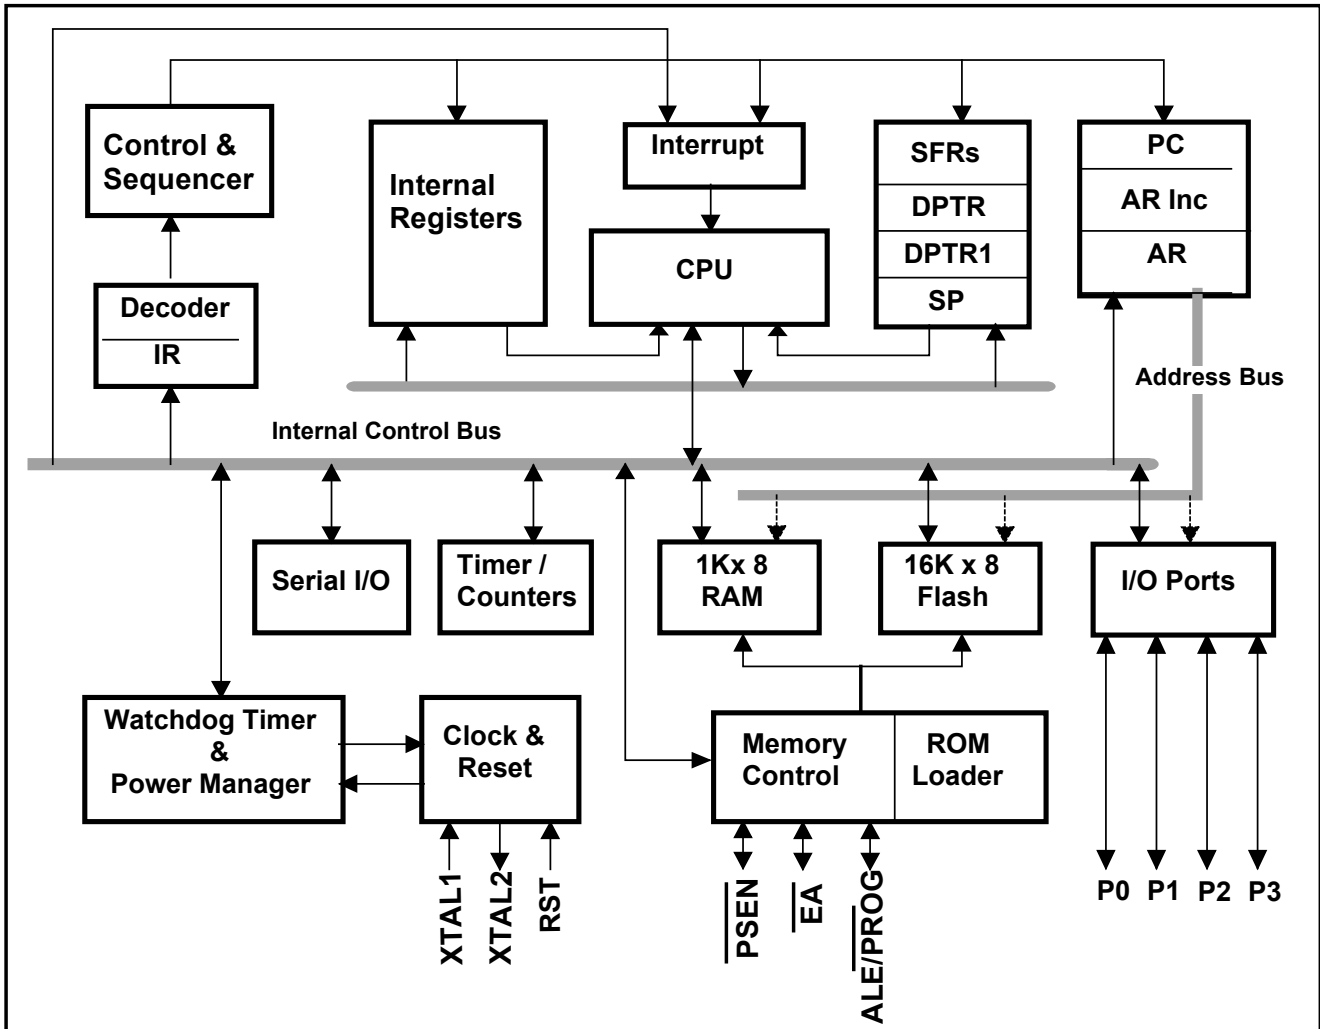 Control &
Sequencer
Internal
Registers
Interrupt
SFRs
DPTR
DPTR1
SP
PC
AR Inc
AR
CPU
Decoder
IR
Address Bus
Internal Control Bus
Serial I/O
Timer /
Counters
1Kx 8
RAM
16K x 8
Flash
I/O Ports
Watchdog Timer
&
Power Manager
Clock &
Reset
Memory
Control
ROM
Loader
XTAL1
XTAL2
RST
PSEN
EA
ALE/PROG
P0
P1
P2
P3